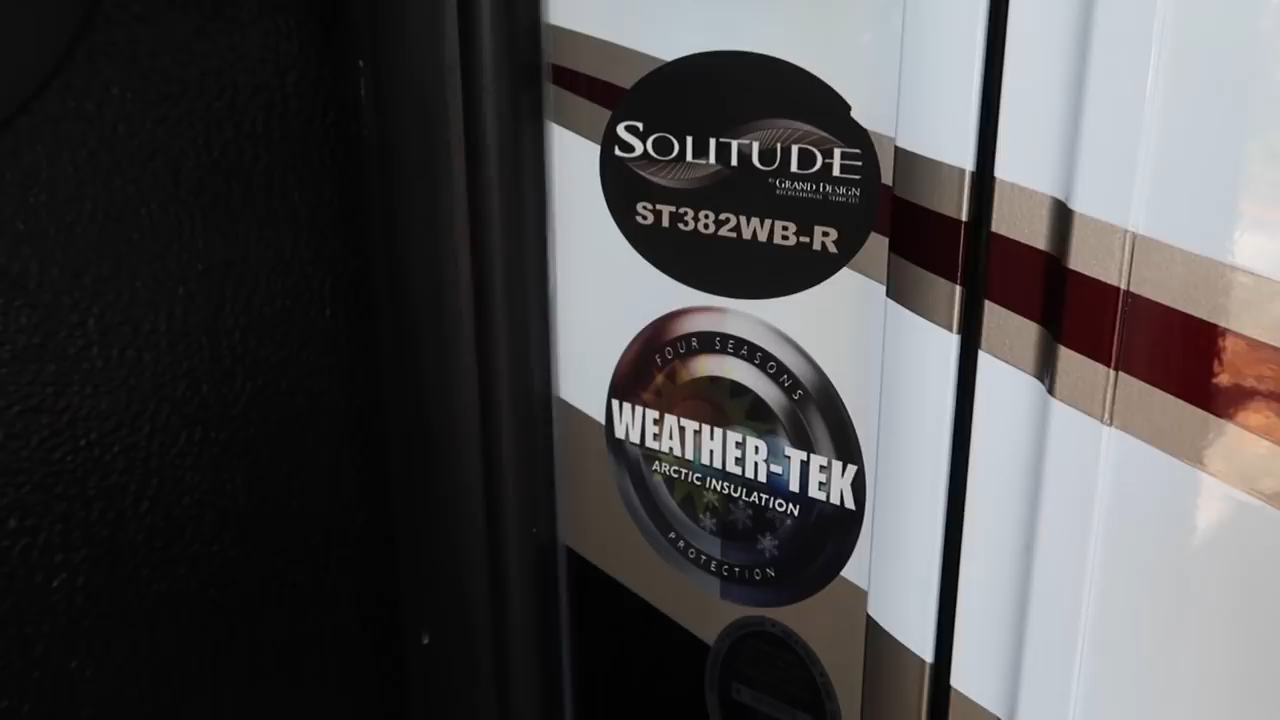 SOLITUDE
BY GRAND DESIGN
RECREATIONAL VEHICLES
ST382WB-R
FOUR SEASONS
WEATHER-TEK
ARCTIC INSULATION
PROTECTION